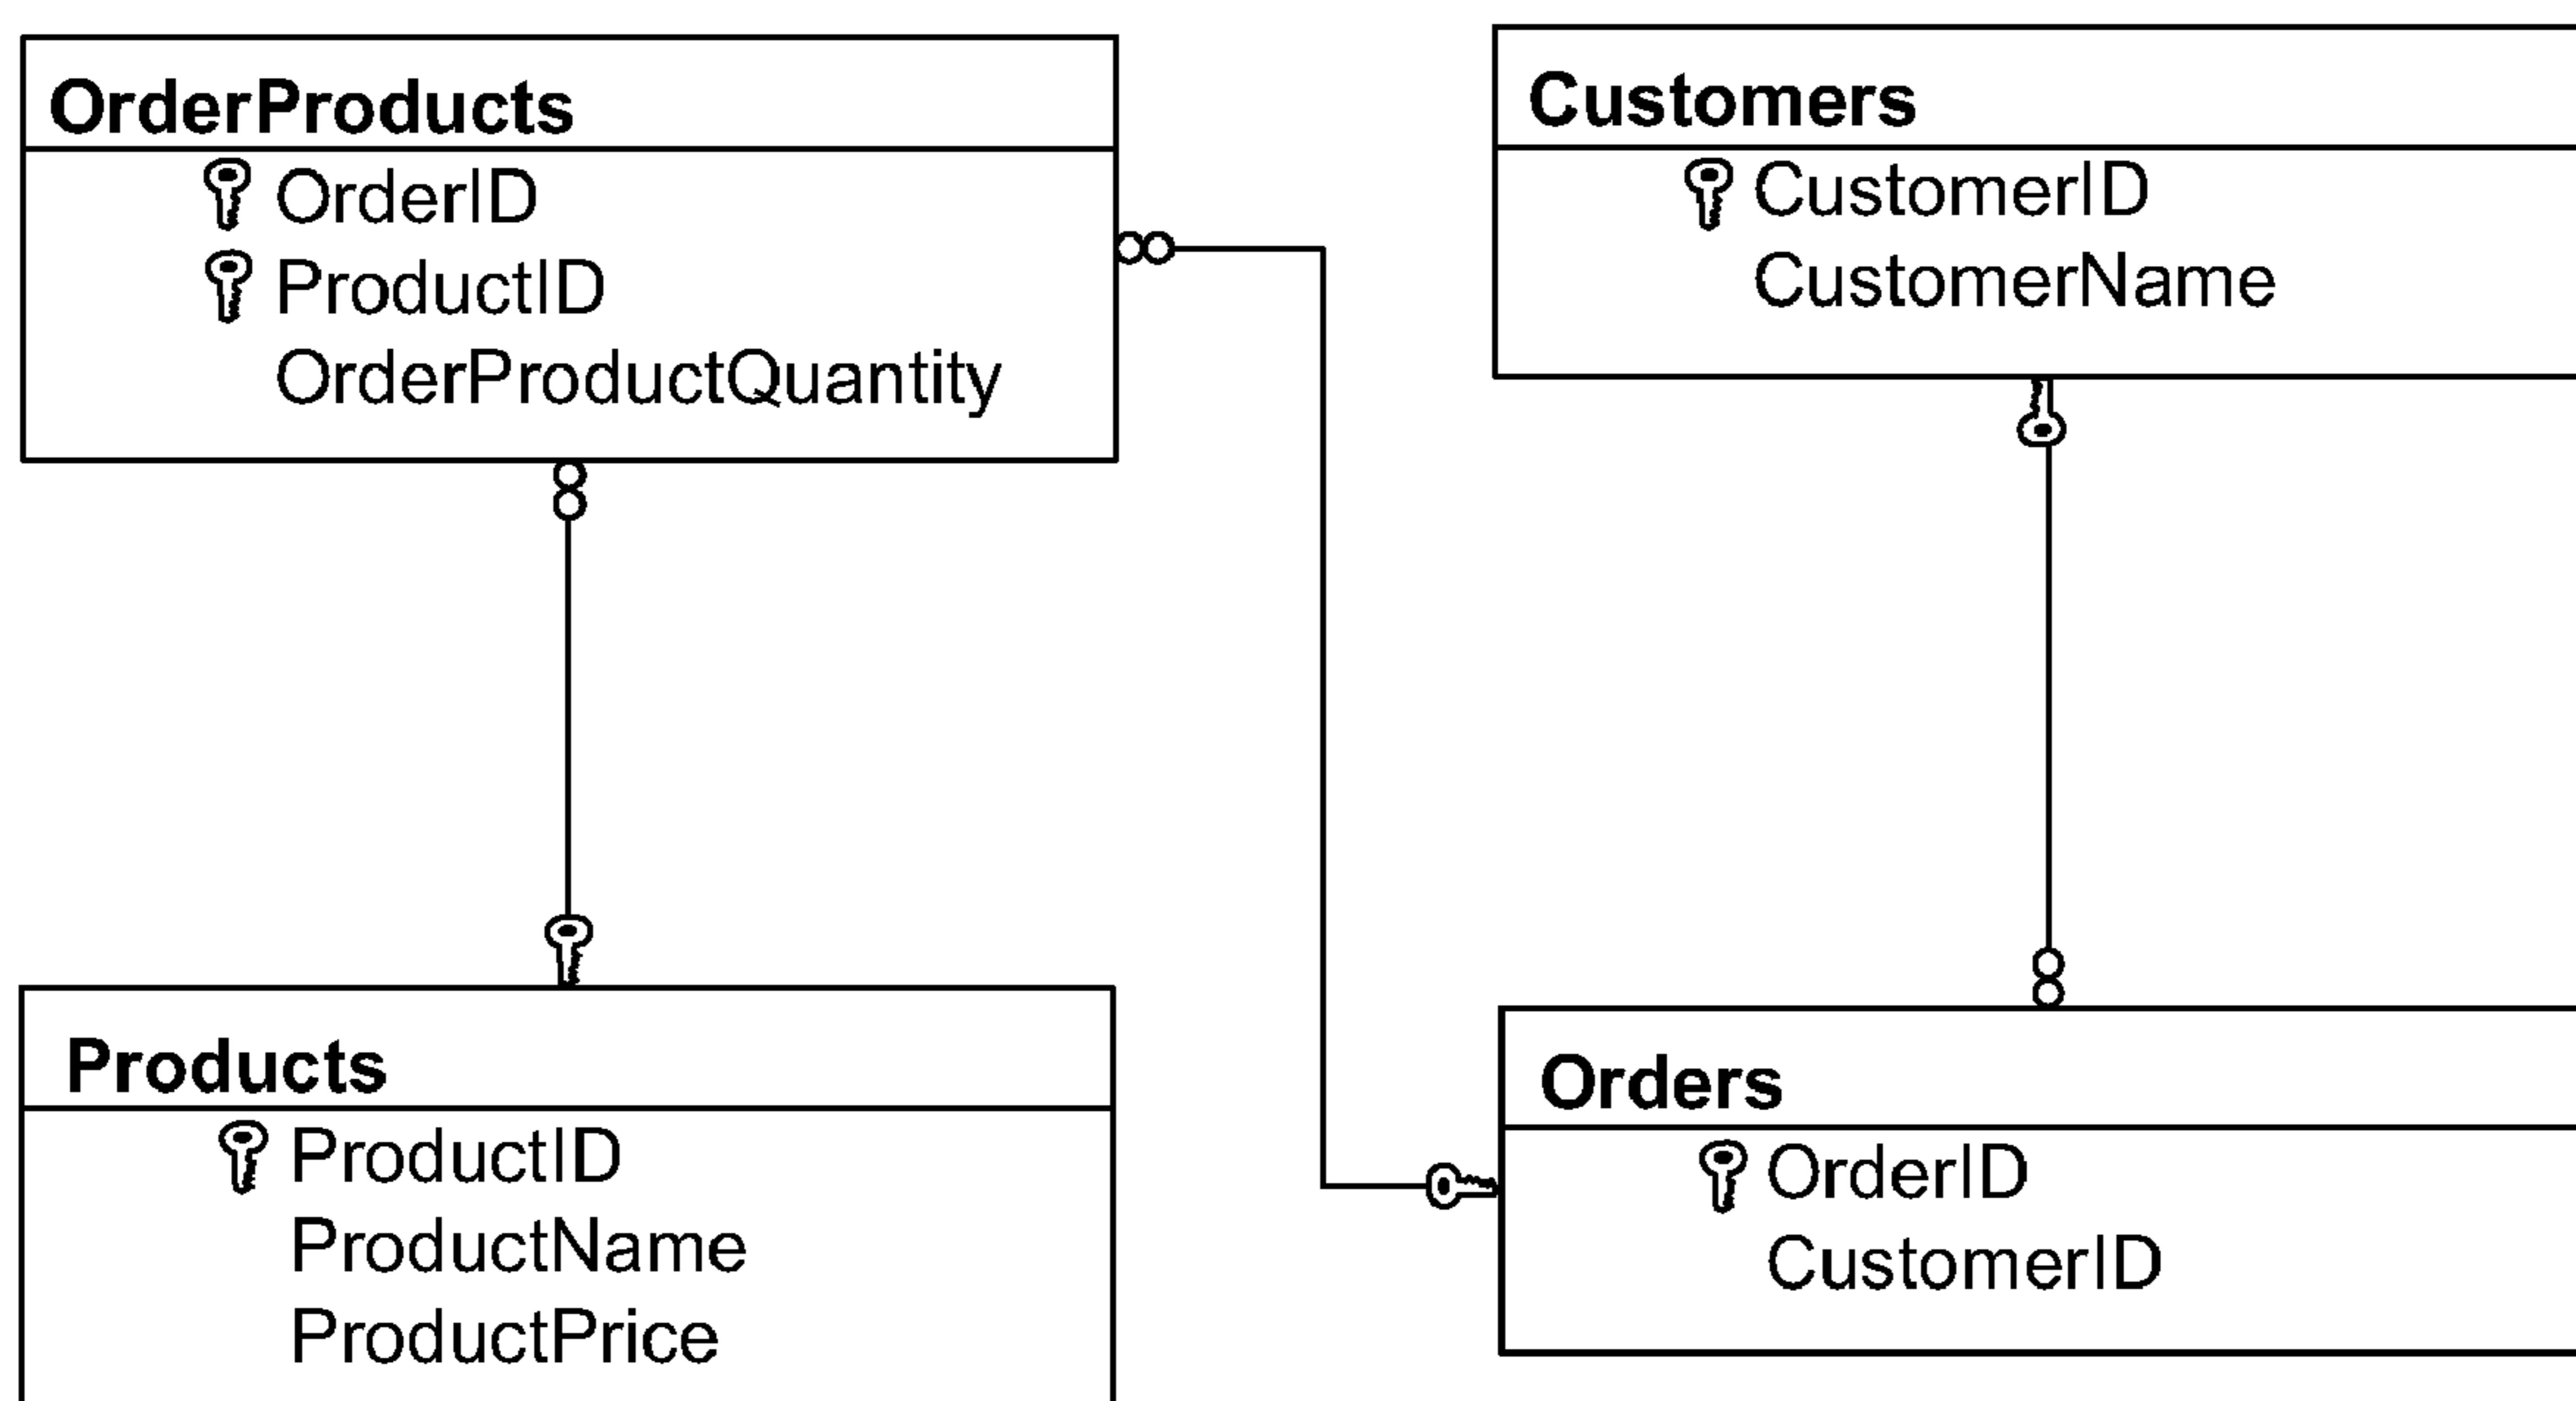 OrderProducts
OrderID
ProductID
OrderProductQuantity
Customers
CustomerID
CustomerName
Products
ProductID
ProductName
ProductPrice
Orders
OrderID
CustomerID